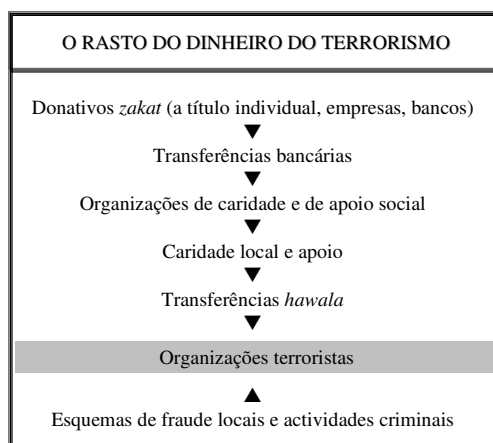 O RASTO DO DINHEIRO DO TERRORISMO
Donativos zakat (a título individual, empresas, bancos)
▼
Transferências bancárias
▼
Organizações de caridade e de apoio social
▼
Caridade local e apoio
▼
Transferências hawala
▼
Organizações terroristas
▲
Esquemas de fraude locais e actividades criminais